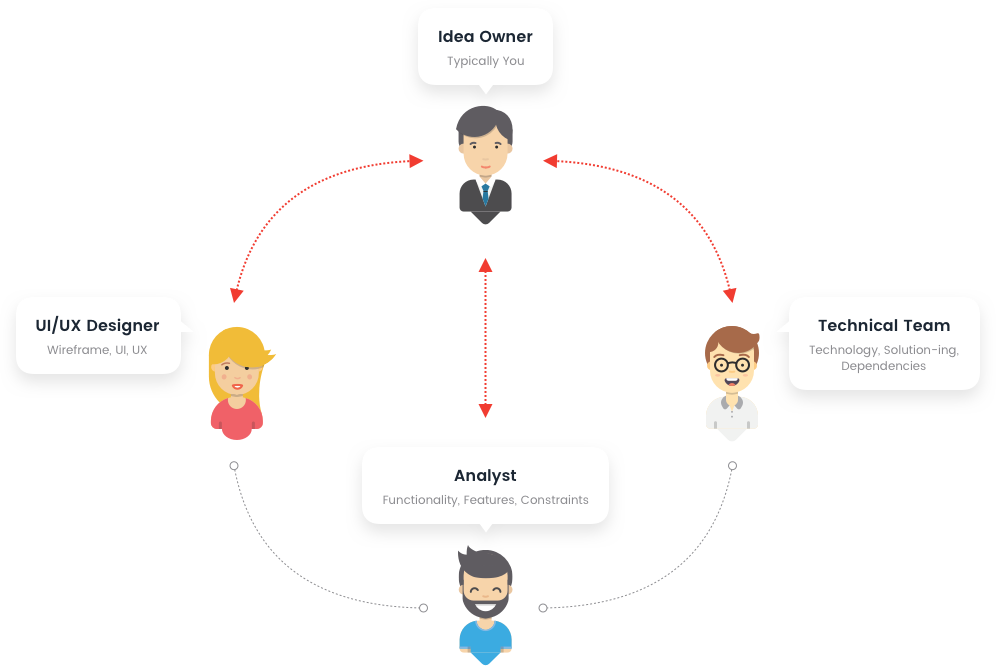 Idea Owner
Typically You
UI/UX Designer
Wireframe, UI, UX
Technical Team
Technology, Solution-ing,
Dependencies
Analyst
Functionality, Features, Constraints